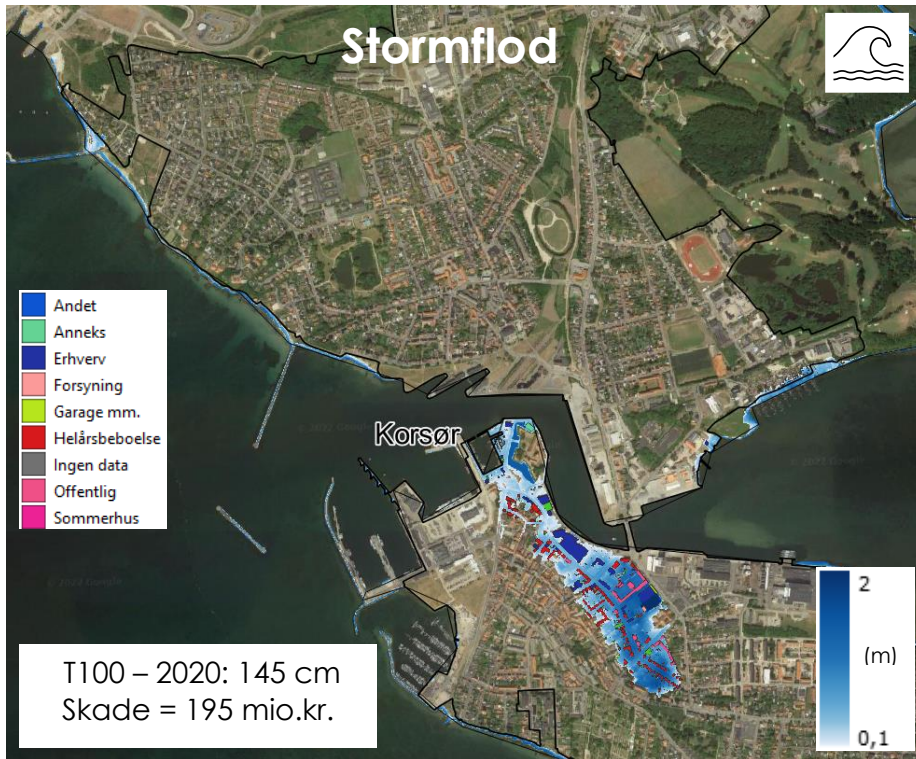 Stormflod
Andet
Anneks
Erhverv
Forsyning
Garage mm.
Helårsbeboelse
Ingen data
Offentlig
Sommerhus
Korsør
T100 – 2020: 145 cm
Skade = 195 mio.kr.
2
(m)
0,1